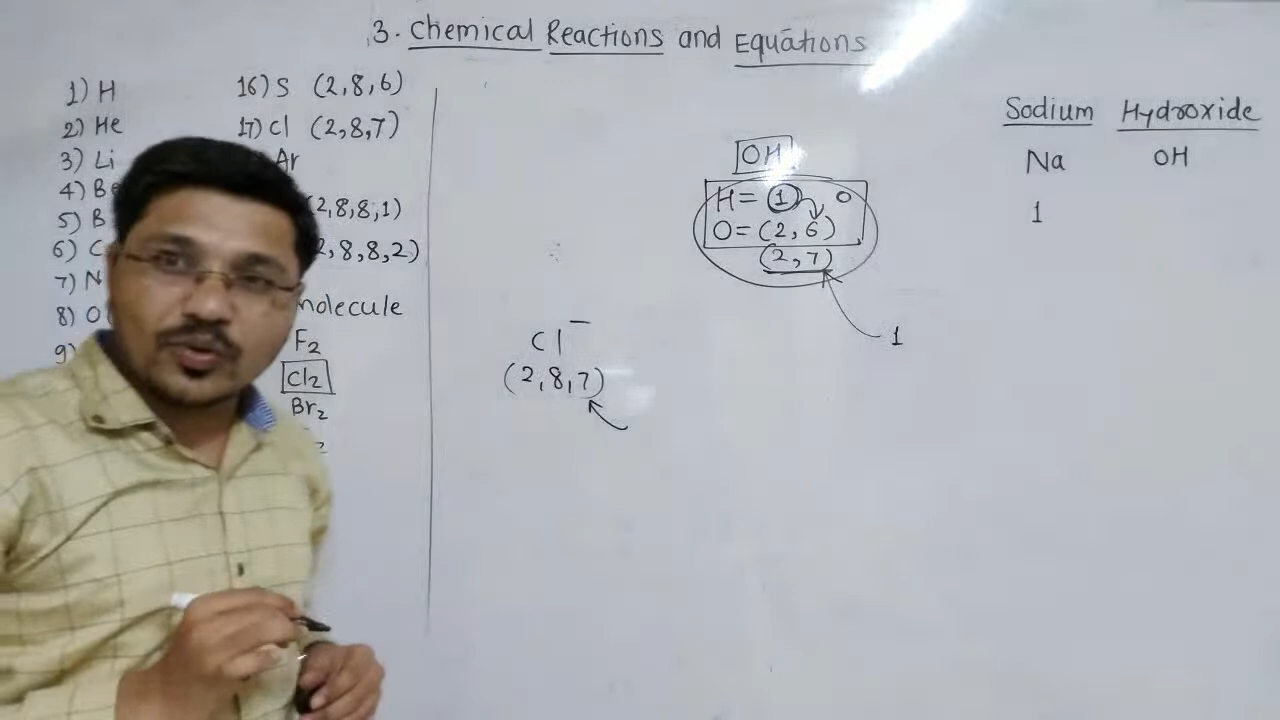 3. Chemical Reactions and Equations
1) H
2) He
3) Li
4) Be
5) B
6) C
7) N
8) O
9)
16) S (2,8,6)
17) Cl (2,8,7)
Ar
(2,8,8,1)
2,8,8,2)
molecule
F₂
Cl₂
Br₂
OH
H = 1 0
O = (2,6)
(2,7)
1
Cl⁻
(2,8,7)
Sodium Hydroxide
Na OH
1